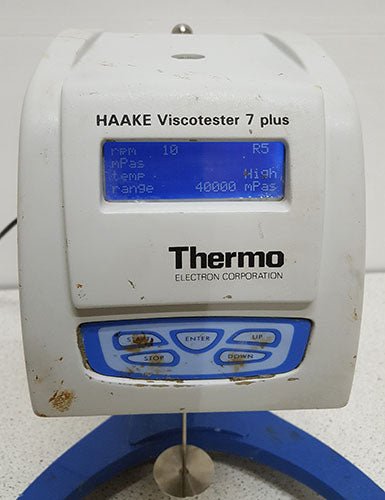 HAAKE Viscotester 7 plus
rpm 10 R5
mPas
temp High
range 40000 mPas
Thermo
ELECTRON CORPORATION
START ENTER UP
STOP DOWN